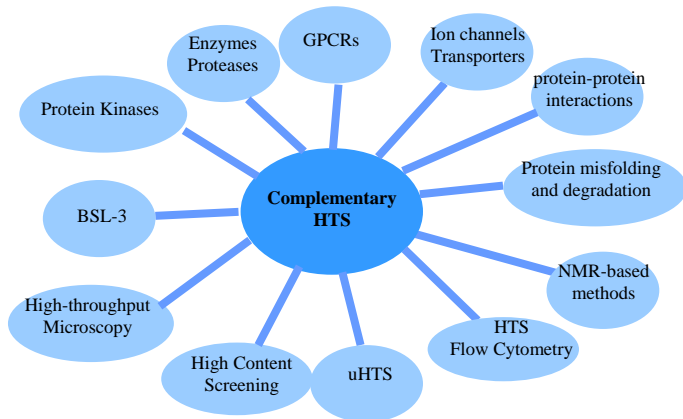 GPCRs
Ion channels
Transporters
Enzymes
Proteases
protein-protein
interactions
Protein Kinases
Protein misfolding
and degradation
Complementary
HTS
BSL-3
NMR-based
methods
High-throughput
Microscopy
HTS
Flow Cytometry
High Content
Screening
uHTS